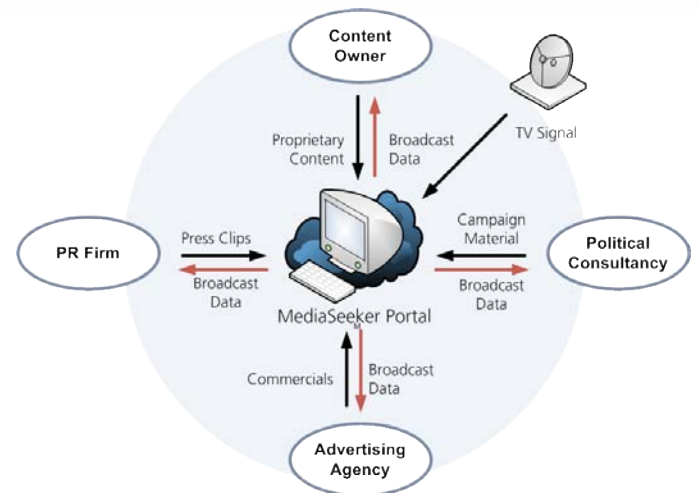 Content
Owner
TV Signal
Proprietary
Content
Broadcast
Data
PR Firm
Press Clips
Broadcast
Data
Campaign
Material
Broadcast
Data
Political
Consultancy
MediaSeeker Portal
M
Commercials
Broadcast
Data
Advertising
Agency